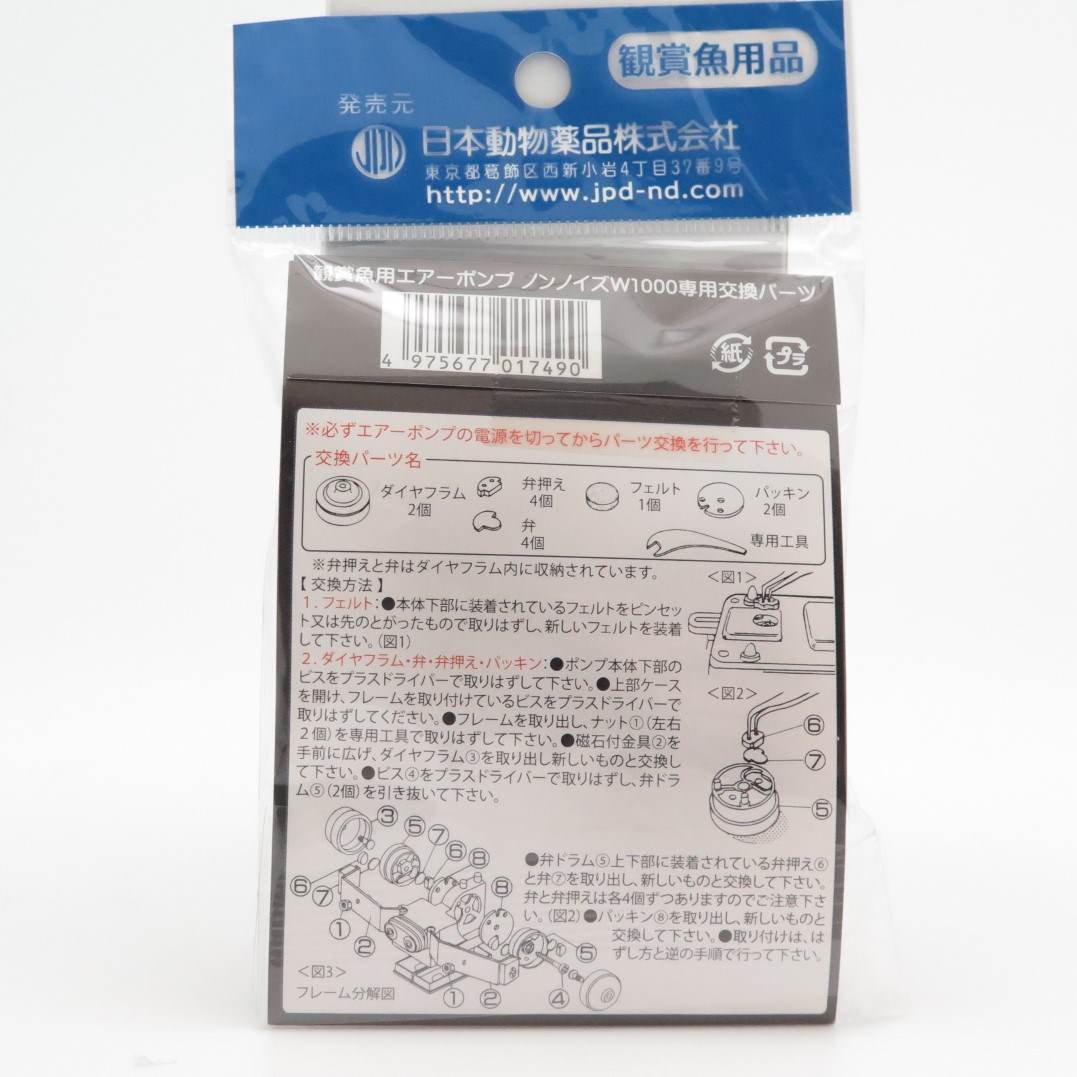 観賞魚用品
発売元
JPD 日本動物薬品株式会社
東京都葛飾区西新小岩4丁目37番9号
http://www.jpd-nd.com
観賞魚用エアーポンプ ノンノイズW1000専用交換パーツ
4 975677 017490
紙
プラ
※必ずエアーポンプの電源を切ってからパーツ交換を行って下さい。
交換パーツ名
ダイヤフラム
2個
弁押え
4個
弁
4個
フェルト
1個
パッキン
2個
専用工具
※弁押えと弁はダイヤフラム内に収納されています。
【交換方法】
1.フェルト:●本体下部に装着されているフェルトをピンセッ
ト又は先のとがったもので取りはずし、新しいフェルトを装着
して下さい。(図1)
2.ダイヤフラム・弁・弁押え・パッキン:●ポンプ本体下部の
ビスをプラスドライバーで取りはずして下さい。●上部ケース
を開け、フレームを取り付けているビスをプラスドライバーで
取りはずしてください。●フレームを取り出し、ナット①(左右
2個)を専用工具で取りはずして下さい。●磁石付金具②を
手前に広げ、ダイヤフラム③を取り出し新しいものと交換し
て下さい。●ビス④をプラスドライバーで取りはずし、弁ドラ
ム⑤(2個)を引き抜いて下さい。
<図1>
<図2>
⑥
⑦
⑤
●弁ドラム⑤上下部に装着されている弁押え⑥
と弁⑦を取り出し、新しいものと交換して下さい。
弁と弁押えは各4個ずつありますのでご注意下さ
い。(図2)●パッキン⑧を取り出し、新しいものと
交換して下さい。●取り付けは、は
ずし方と逆の手順で行って下さい。
③
⑤
⑦
⑥
⑧
⑧
⑥
⑦
①
②
⑤
①
②
④
<図3>
フレーム分解図